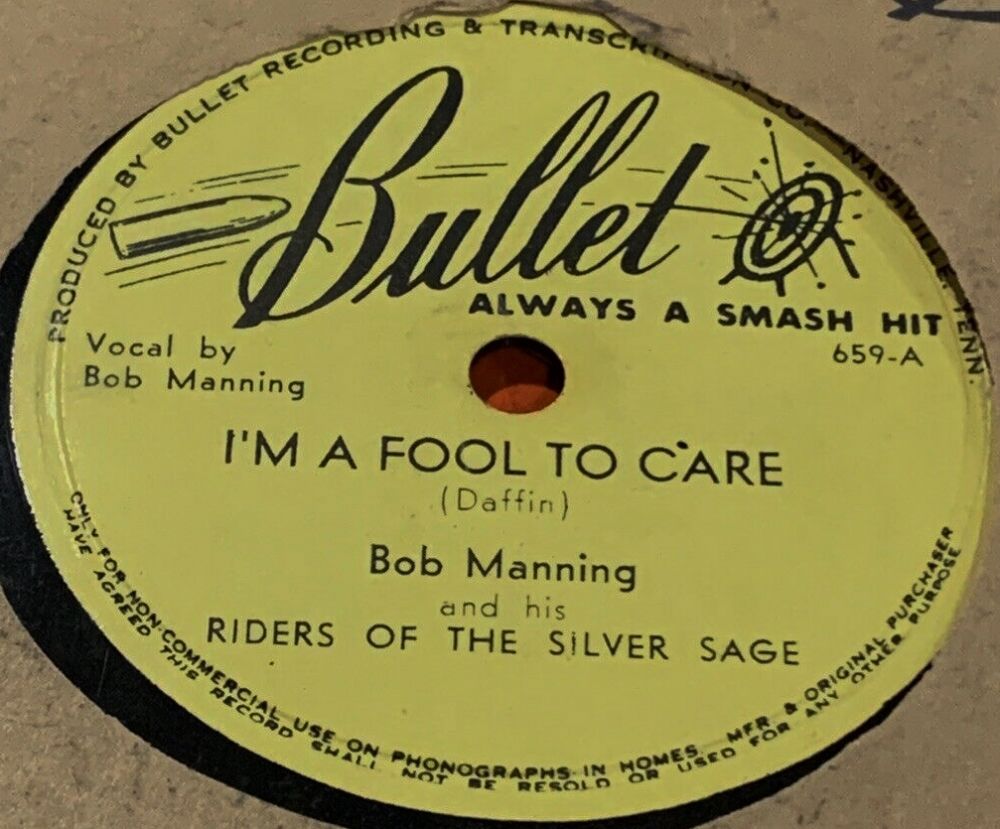 PRODUCED BY BULLET RECORDING & TRANSCRIPTION CO., NASHVILLE, TENN.
Bullet
ALWAYS A SMASH HIT
659-A
Vocal by
Bob Manning
I'M A FOOL TO CARE
(Daffin)
Bob Manning
and his
RIDERS OF THE SILVER SAGE
ONLY FOR NON-COMMERCIAL USE ON PHONOGRAPHS IN HOMES. MFR & ORIGINAL PURCHASER
HAVE AGREED THIS RECORD SHALL NOT BE RESOLD OR USED FOR ANY OTHER PURPOSE